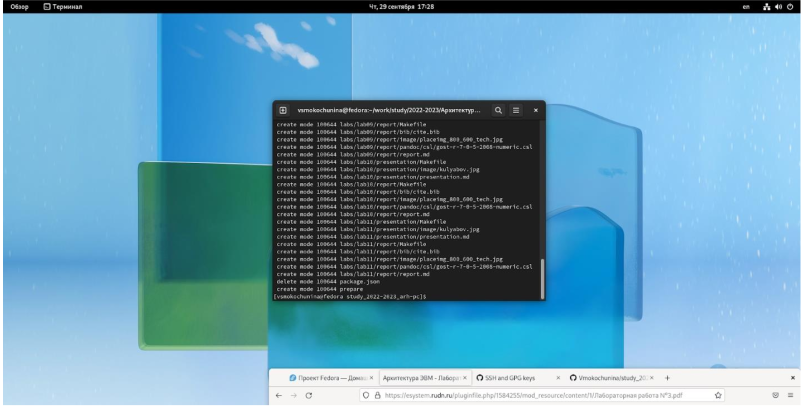 Обзор
Терминал
Чт, 29 сентября 17:28
en
vsmokochunina@fedora:~/work/study/2022-2023/Архитектур...
create mode 100644 labs/lab09/report/Makefile
create mode 100644 labs/lab09/report/bib/cite.bib
create mode 100644 labs/lab09/report/image/placeimg_800_600_tech.jpg
create mode 100644 labs/lab09/report/pandoc/csl/gost-r-7-0-5-2008-numeric.csl
create mode 100644 labs/lab09/report/report.md
create mode 100644 labs/lab10/presentation/Makefile
create mode 100644 labs/lab10/presentation/image/kulyabov.jpg
create mode 100644 labs/lab10/presentation/presentation.md
create mode 100644 labs/lab10/report/Makefile
create mode 100644 labs/lab10/report/bib/cite.bib
create mode 100644 labs/lab10/report/image/placeimg_800_600_tech.jpg
create mode 100644 labs/lab10/report/pandoc/csl/gost-r-7-0-5-2008-numeric.csl
create mode 100644 labs/lab10/report/report.md
create mode 100644 labs/lab11/presentation/Makefile
create mode 100644 labs/lab11/presentation/image/kulyabov.jpg
create mode 100644 labs/lab11/presentation/presentation.md
create mode 100644 labs/lab11/report/Makefile
create mode 100644 labs/lab11/report/bib/cite.bib
create mode 100644 labs/lab11/report/image/placeimg_800_600_tech.jpg
create mode 100644 labs/lab11/report/pandoc/csl/gost-r-7-0-5-2008-numeric.csl
create mode 100644 labs/lab11/report/report.md
delete mode 100644 package.json
create mode 100644 prepare
[vsmokochunina@fedora study_2022-2023_arh-pc]$
Проект Fedora — Дома
Архитектура ЭВМ - Лабора
SSH and GPG keys
Vmokochunina/study_20
https://esystem.rudn.ru/pluginfile.php/1584255/mod_resource/content/1/Лабораторная работа №3.pdf